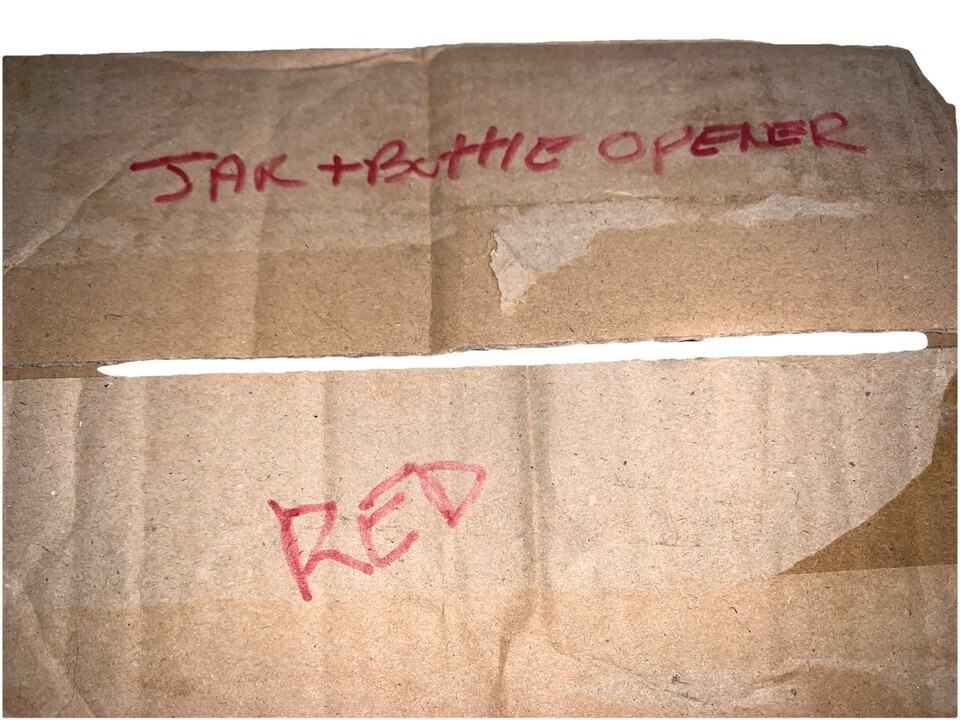 JAR + BOttlE OPENER
RED